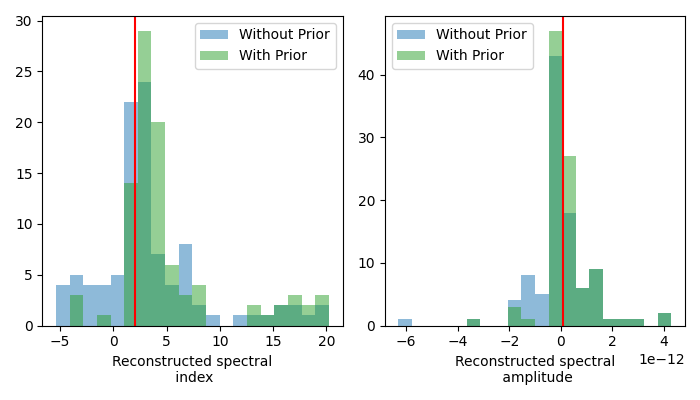 30
25
20
15
10
5
0
−5
0
5
10
15
20
Reconstructed spectral
index
Without Prior
With Prior
40
30
20
10
0
−6
−4
−2
0
2
4
1e−12
Reconstructed spectral
amplitude
Without Prior
With Prior